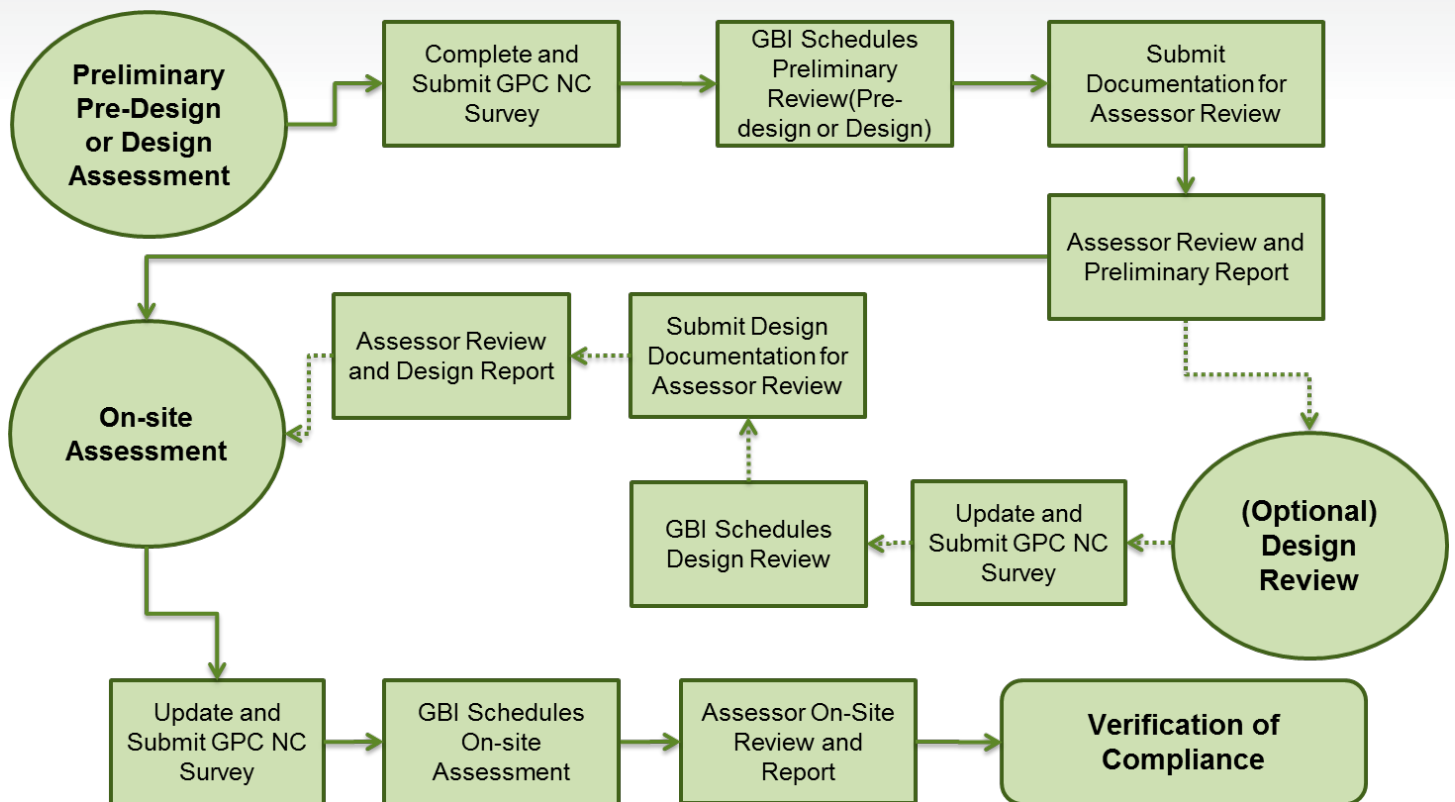 Preliminary
Pre-Design
or Design
Assessment
Complete and
Submit GPC NC
Survey
GBI Schedules
Preliminary
Review(Pre-
design or Design)
Submit
Documentation for
Assessor Review
Assessor Review and
Preliminary Report
(Optional)
Design
Review
Update and
Submit GPC NC
Survey
GBI Schedules
Design Review
Submit Design
Documentation for
Assessor Review
Assessor Review
and Design Report
On-site
Assessment
Update and
Submit GPC NC
Survey
GBI Schedules
On-site
Assessment
Assessor On-Site
Review and
Report
Verification of
Compliance